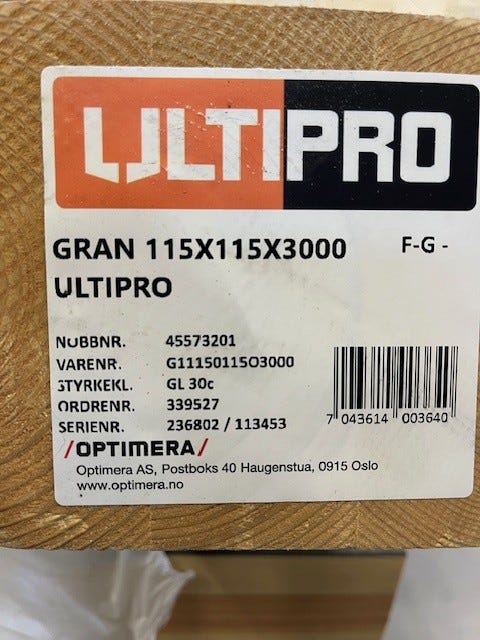 ULTIPRO
GRAN 115X115X3000 F-G -
ULTIPRO
NOBBNR. 45573201
VARENR. G11150115O3000
STYRKEKL. GL 30c
ORDRENR. 339527
SERIENR. 236802 / 113453
7 043614 003640
/OPTIMERA/
Optimera AS, Postboks 40 Haugenstua, 0915 Oslo
www.optimera.no